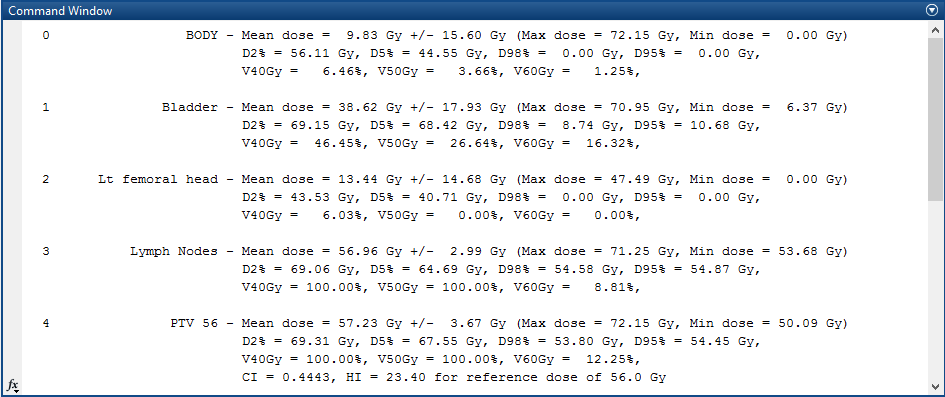 Command Window
0 BODY - Mean dose = 9.83 Gy +/- 15.60 Gy (Max dose = 72.15 Gy, Min dose = 0.00 Gy)
D2% = 56.11 Gy, D5% = 44.55 Gy, D98% = 0.00 Gy, D95% = 0.00 Gy,
V40Gy = 6.46%, V50Gy = 3.66%, V60Gy = 1.25%,
1 Bladder - Mean dose = 38.62 Gy +/- 17.93 Gy (Max dose = 70.95 Gy, Min dose = 6.37 Gy)
D2% = 69.15 Gy, D5% = 68.42 Gy, D98% = 8.74 Gy, D95% = 10.68 Gy,
V40Gy = 46.45%, V50Gy = 26.64%, V60Gy = 16.32%,
2 Lt femoral head - Mean dose = 13.44 Gy +/- 14.68 Gy (Max dose = 47.49 Gy, Min dose = 0.00 Gy)
D2% = 43.53 Gy, D5% = 40.71 Gy, D98% = 0.00 Gy, D95% = 0.00 Gy,
V40Gy = 6.03%, V50Gy = 0.00%, V60Gy = 0.00%,
3 Lymph Nodes - Mean dose = 56.96 Gy +/- 2.99 Gy (Max dose = 71.25 Gy, Min dose = 53.68 Gy)
D2% = 69.06 Gy, D5% = 64.69 Gy, D98% = 54.58 Gy, D95% = 54.87 Gy,
V40Gy = 100.00%, V50Gy = 100.00%, V60Gy = 8.81%,
4 PTV 56 - Mean dose = 57.23 Gy +/- 3.67 Gy (Max dose = 72.15 Gy, Min dose = 50.09 Gy)
D2% = 69.31 Gy, D5% = 67.55 Gy, D98% = 53.80 Gy, D95% = 54.45 Gy,
V40Gy = 100.00%, V50Gy = 100.00%, V60Gy = 12.25%,
CI = 0.4443, HI = 23.40 for reference dose of 56.0 Gy
fx